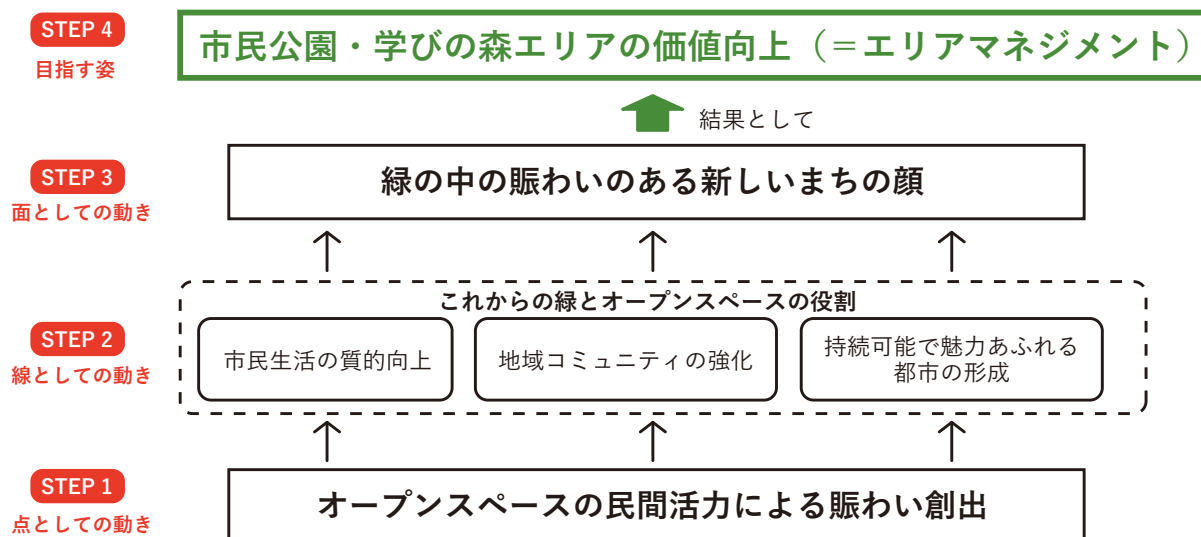 STEP 4
目指す姿
市民公園・学びの森エリアの価値向上（＝エリアマネジメント）
結果として
STEP 3
面としての動き
緑の中の賑わいのある新しいまちの顔
これからの緑とオープンスペースの役割
STEP 2
線としての動き
市民生活の質的向上
地域コミュニティの強化
持続可能で魅力あふれる
都市の形成
STEP 1
点としての動き
オープンスペースの民間活力による賑わい創出